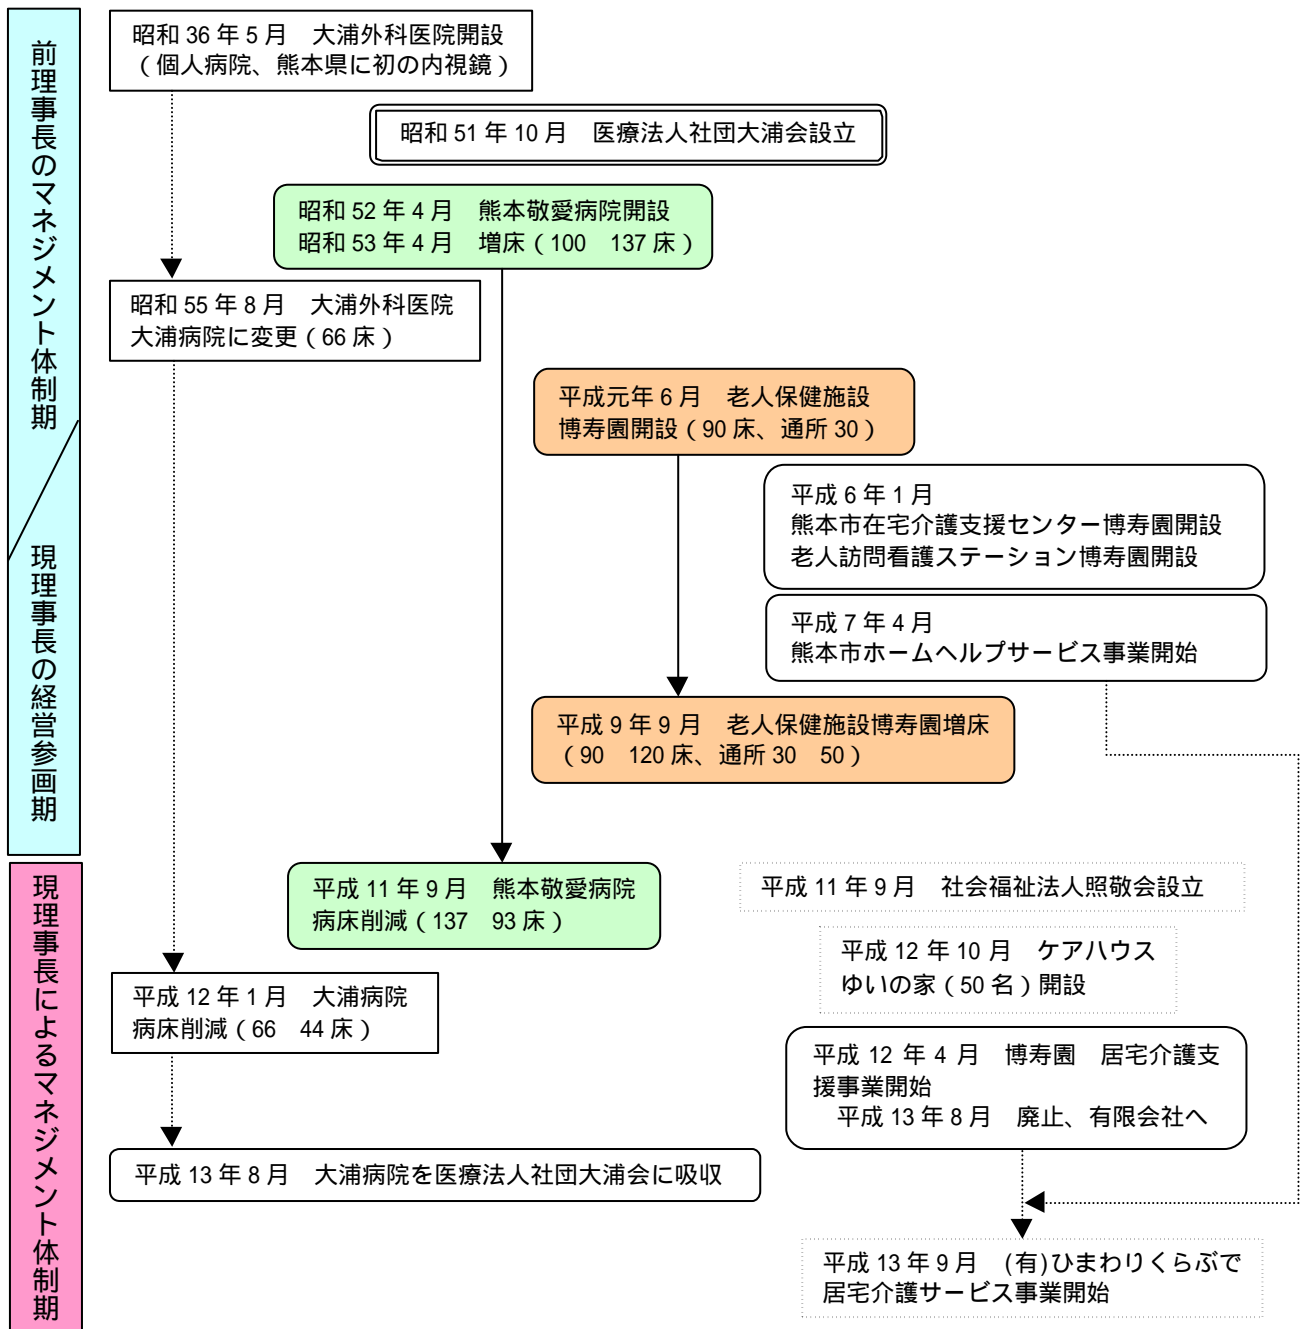 前理事長のマネジメント体制期
現理事長の経営参画期
現理事長によるマネジメント体制期
昭和 36 年 5 月　大浦外科医院開設
（個人病院、熊本県に初の内視鏡）
昭和 51 年 10 月　医療法人社団大浦会設立
昭和 52 年 4 月　熊本敬愛病院開設
昭和 53 年 4 月　増床（100　137 床）
昭和 55 年 8 月　大浦外科医院
大浦病院に変更（66 床）
平成元年 6 月　老人保健施設
博寿園開設（90 床、通所 30）
平成 6 年 1 月
熊本市在宅介護支援センター博寿園開設
老人訪問看護ステーション博寿園開設
平成 7 年 4 月
熊本市ホームヘルプサービス事業開始
平成 9 年 9 月　老人保健施設博寿園増床
（90　120 床、通所 30　50）
平成 11 年 9 月　熊本敬愛病院
病床削減（137　93 床）
平成 11 年 9 月　社会福祉法人照敬会設立
平成 12 年 10 月　ケアハウス
ゆいの家（50 名）開設
平成 12 年 1 月　大浦病院
病床削減（66　44 床）
平成 12 年 4 月　博寿園　居宅介護支
援事業開始
平成 13 年 8 月　廃止、有限会社へ
平成 13 年 8 月　大浦病院を医療法人社団大浦会に吸収
平成 13 年 9 月　(有)ひまわりくらぶで
居宅介護サービス事業開始